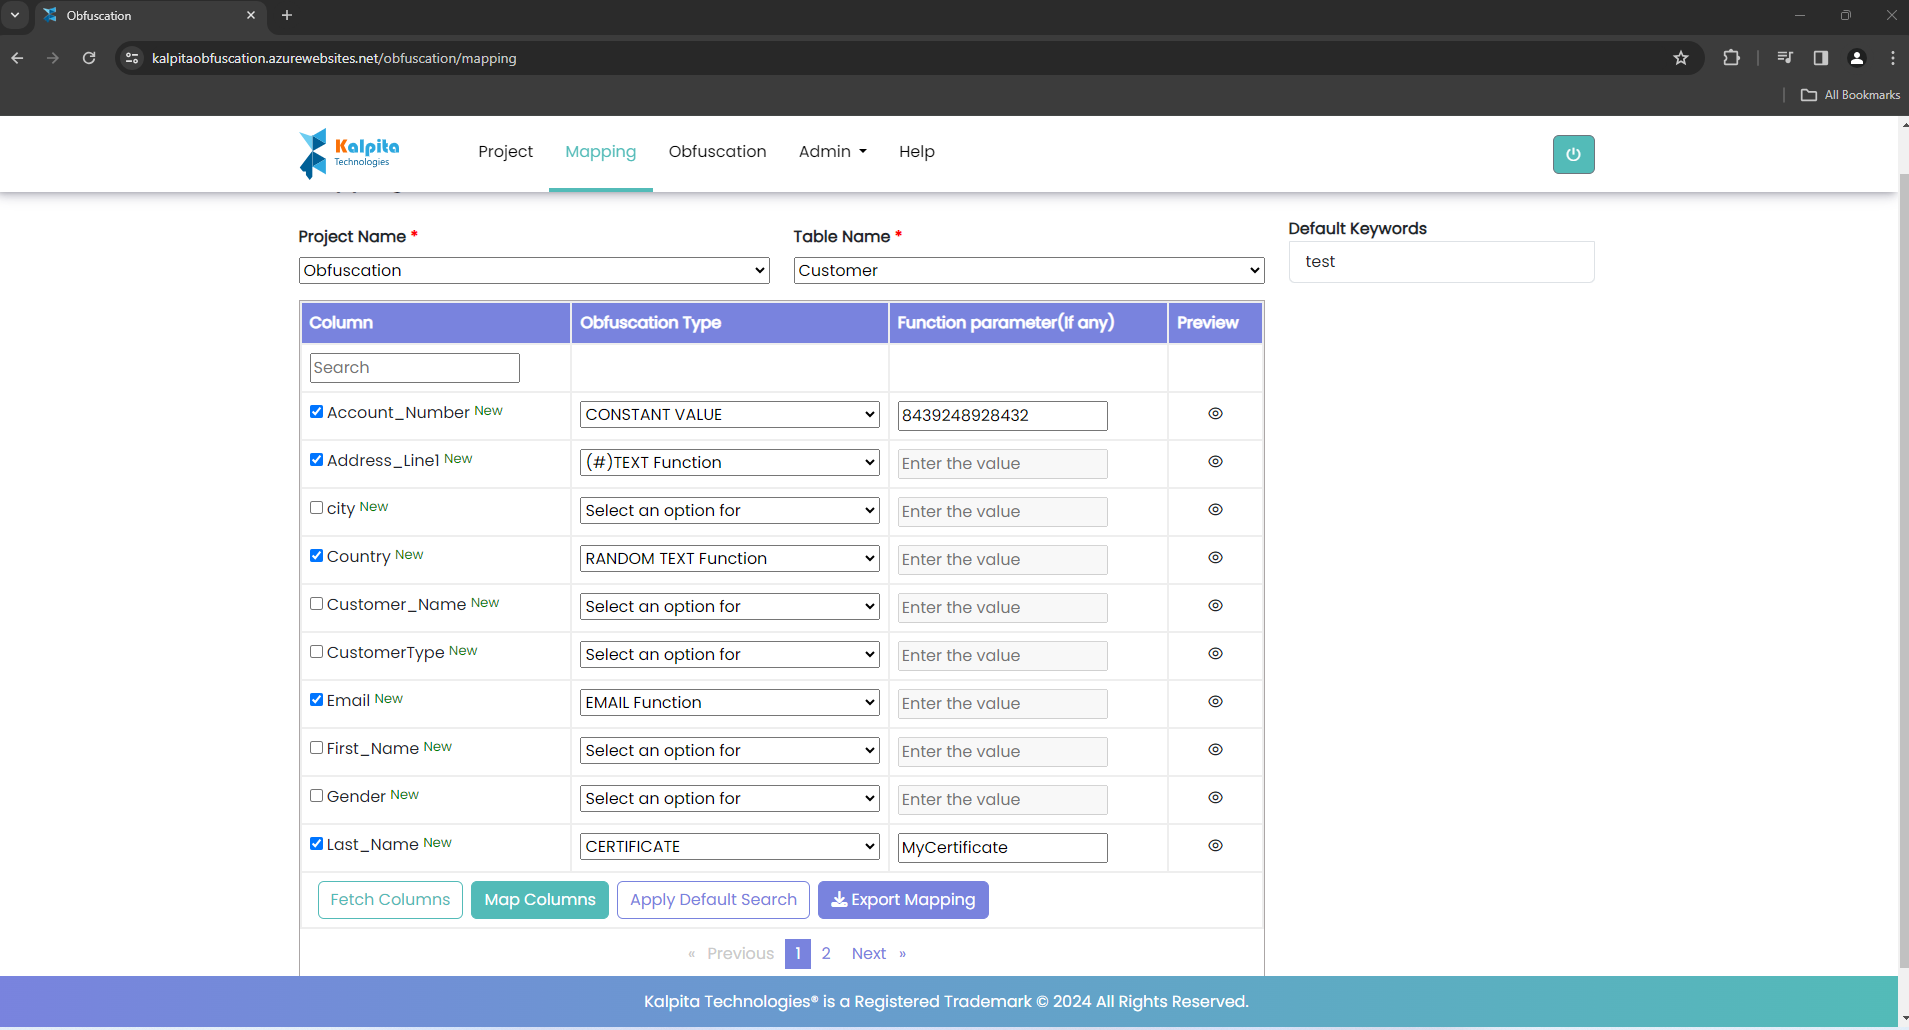 Obfuscation
kalpitaobfuscation.azurewebsites.net/obfuscation/mapping
All Bookmarks
Kalpita Technologies
Project Mapping Obfuscation Admin Help
Project Name * Table Name * Default Keywords
Obfuscation Customer test
Column Obfuscation Type Function parameter(If any) Preview
Search
Account_Number New CONSTANT VALUE 8439248928432
Address_Line1 New (#)TEXT Function Enter the value
city New Select an option for Enter the value
Country New RANDOM TEXT Function Enter the value
Customer_Name New Select an option for Enter the value
CustomerType New Select an option for Enter the value
Email New EMAIL Function Enter the value
First_Name New Select an option for Enter the value
Gender New Select an option for Enter the value
Last_Name New CERTIFICATE MyCertificate
Fetch Columns Map Columns Apply Default Search Export Mapping
« Previous 1 2 Next »
Kalpita Technologies® is a Registered Trademark © 2024 All Rights Reserved.